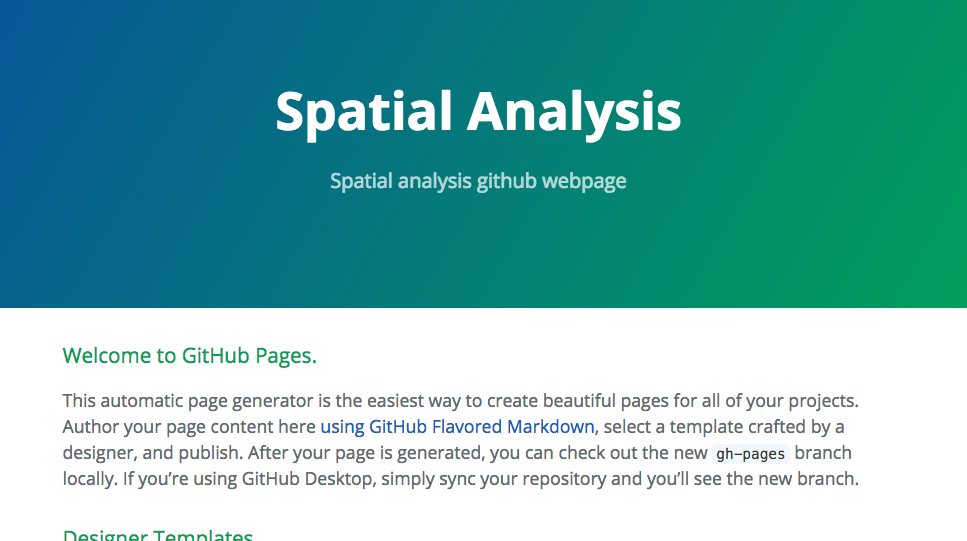 Spatial Analysis
Spatial analysis github webpage
Welcome to GitHub Pages.
This automatic page generator is the easiest way to create beautiful pages for all of your projects.
Author your page content here using GitHub Flavored Markdown, select a template crafted by a
designer, and publish. After your page is generated, you can check out the new gh-pages branch
locally. If you’re using GitHub Desktop, simply sync your repository and you’ll see the new branch.
Designer Templates